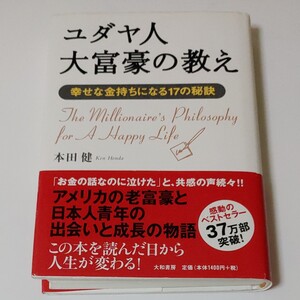 ユダヤ人
大富豪の教え
幸せな金持ちになる17の秘訣
The Millionaire's Philosophy
for A Happy Life
本田 健 Ken Honda
「お金の話なのに泣けた」と、共感の声続々!!
アメリカの老富豪と
日本人青年の
出会いと成長の物語
感動の
ベストセラー
37万部
突破!
この本を読んだ日から
人生が変わる!
大和書房 定価(本体1400円+税)